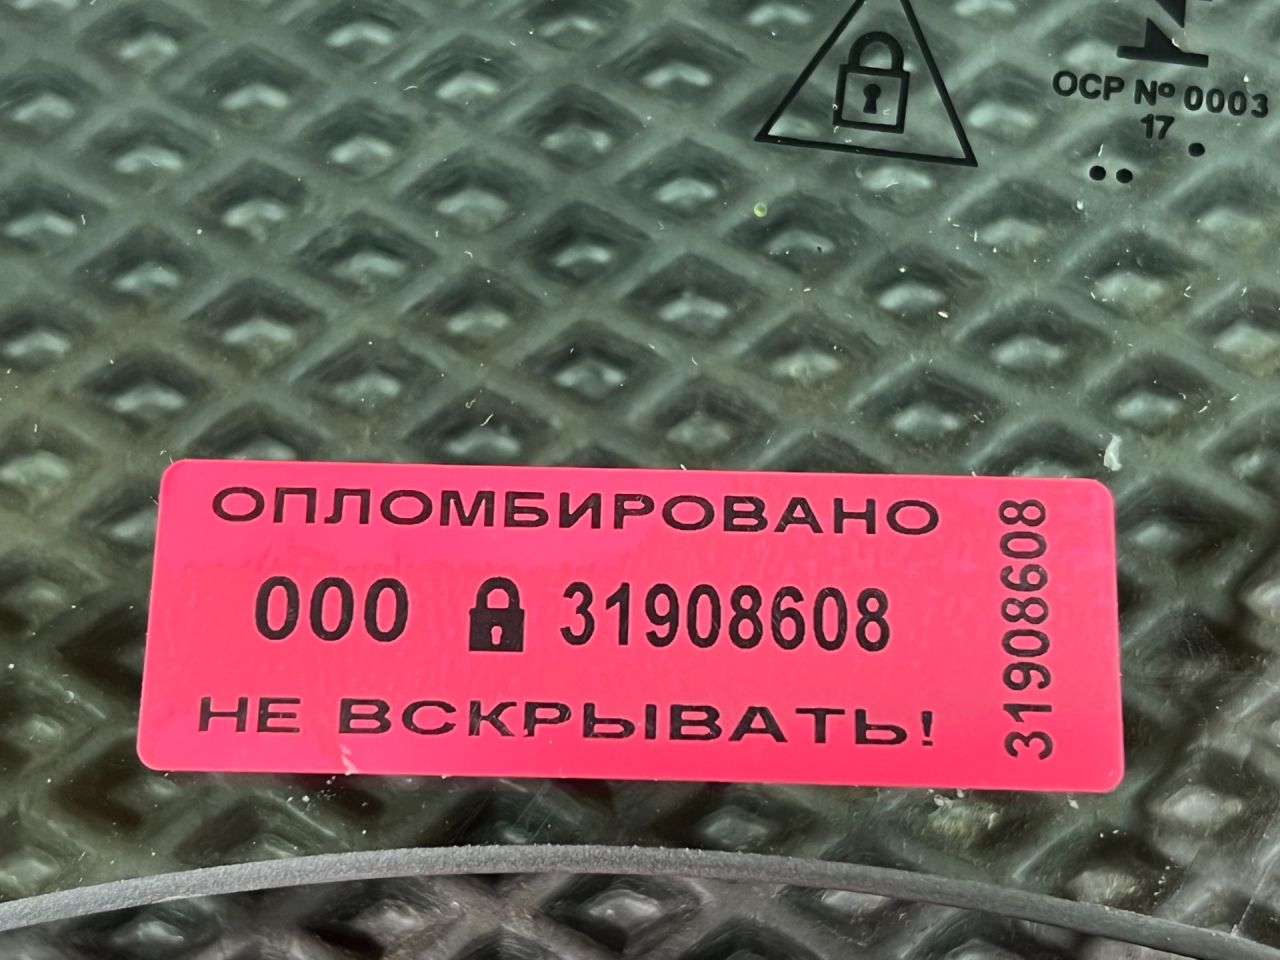 ОСР № 0003
17
ОПЛОМБИРОВАНО
000 31908608
НЕ ВСКРЫВАТЬ!
31908608